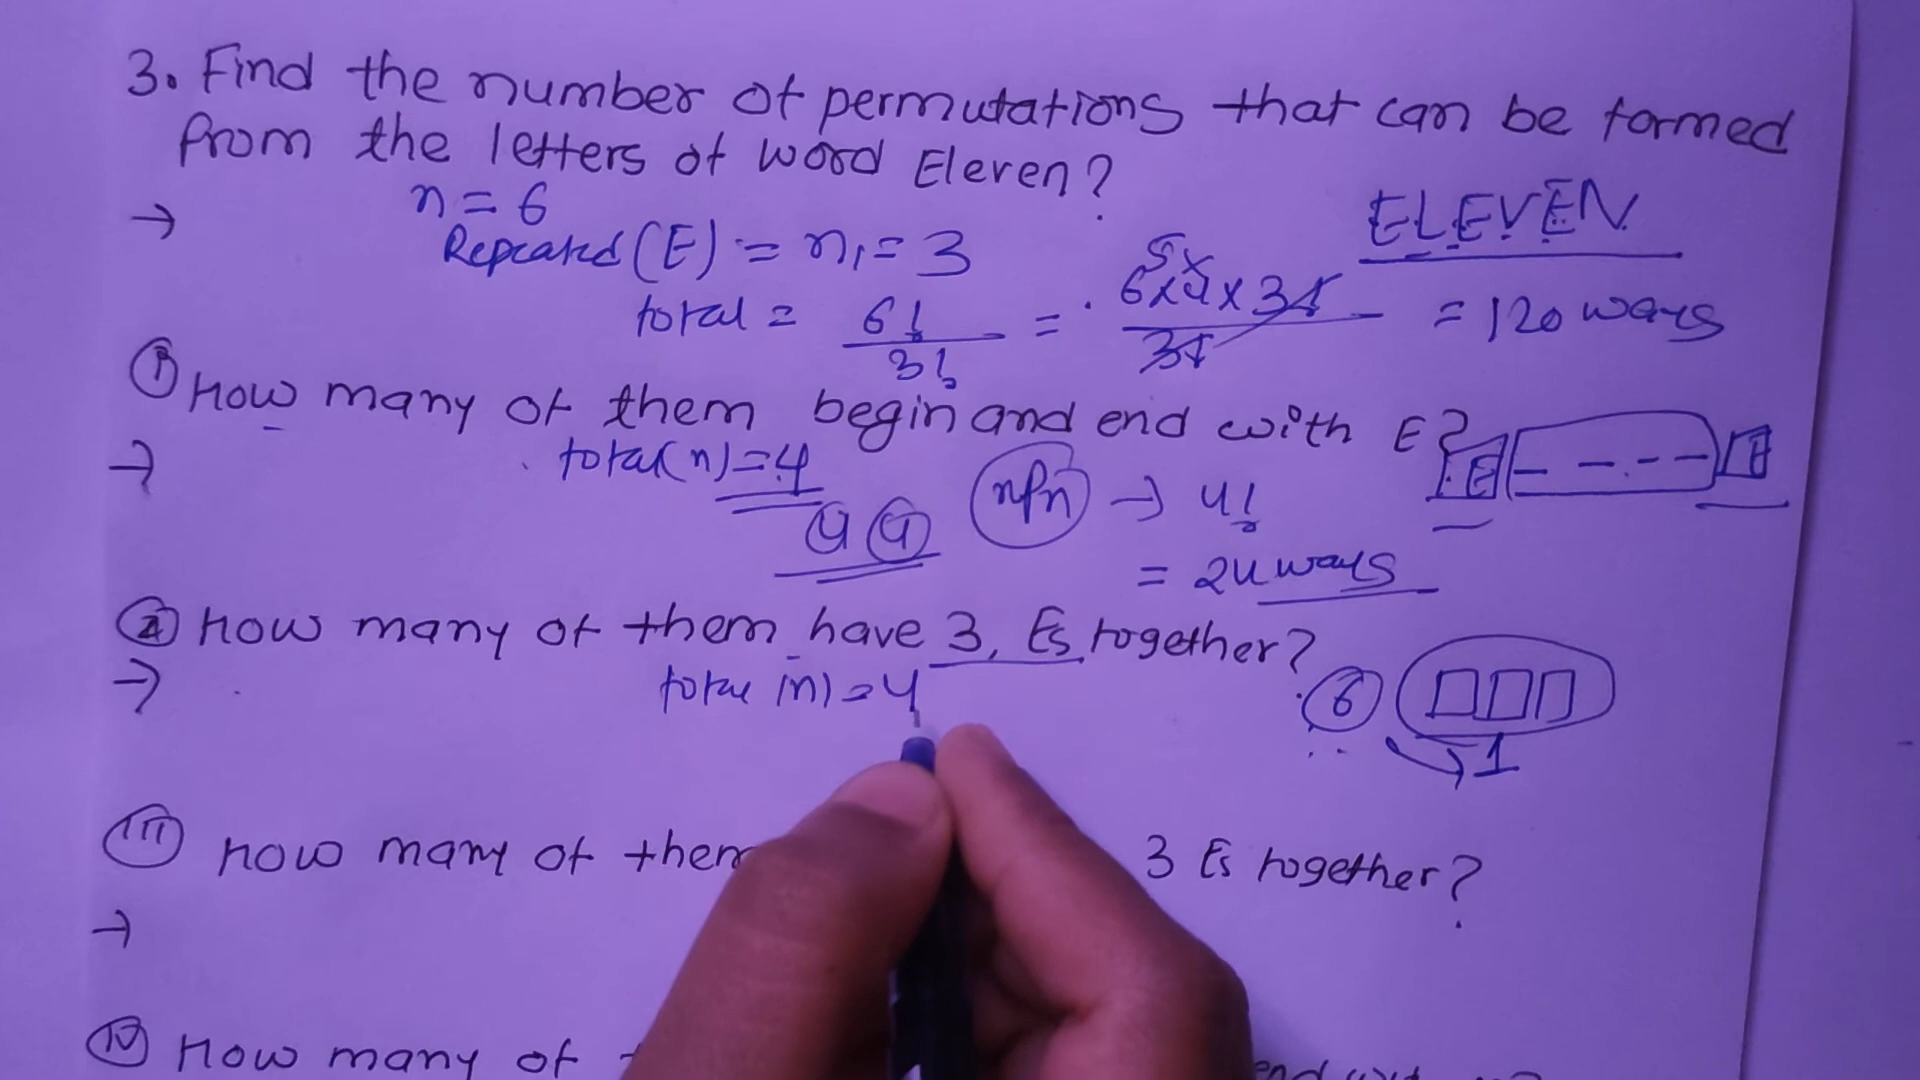 3. Find the number of permutations that can be formed
from the letters of word Eleven?
→ n = 6
ELEVEN
Repeated (E) = n₁ = 3
total = 6! / 3! = 6x5x4x3! / 3! = 120 ways
(i) How many of them begin and end with E?
→ total(n) = 4
E - - - - E
4 4 nPn → 4!
= 24 ways
(ii) How many of them have 3, Es together?
→ total (n) = 4
6
→ 1
(iii) how many of them 3 Es together?
→
(iv) How many of